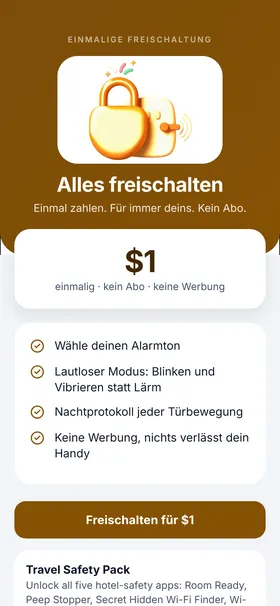 EINMALIGE FREISCHALTUNG
Alles freischalten
Einmal zahlen. Für immer deins. Kein Abo.
$1
einmalig · kein Abo · keine Werbung
Wähle deinen Alarmton
Lautloser Modus: Blinken und
Vibrieren statt Lärm
Nachtprotokoll jeder Türbewegung
Keine Werbung, nichts verlässt dein
Handy
Freischalten für $1
Travel Safety Pack
Unlock all five hotel-safety apps: Room Ready,
Peep Stopper, Secret Hidden Wi-Fi Finder, Wi-